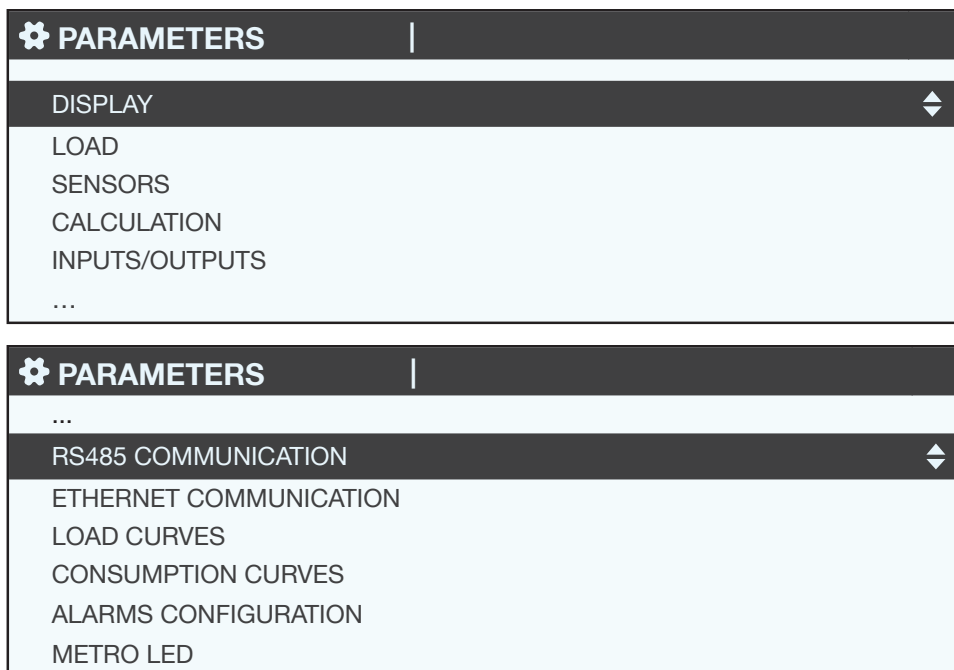 PARAMETERS
DISPLAY
LOAD
SENSORS
CALCULATION
INPUTS/OUTPUTS
…
PARAMETERS
...
RS485 COMMUNICATION
ETHERNET COMMUNICATION
LOAD CURVES
CONSUMPTION CURVES
ALARMS CONFIGURATION
METRO LED